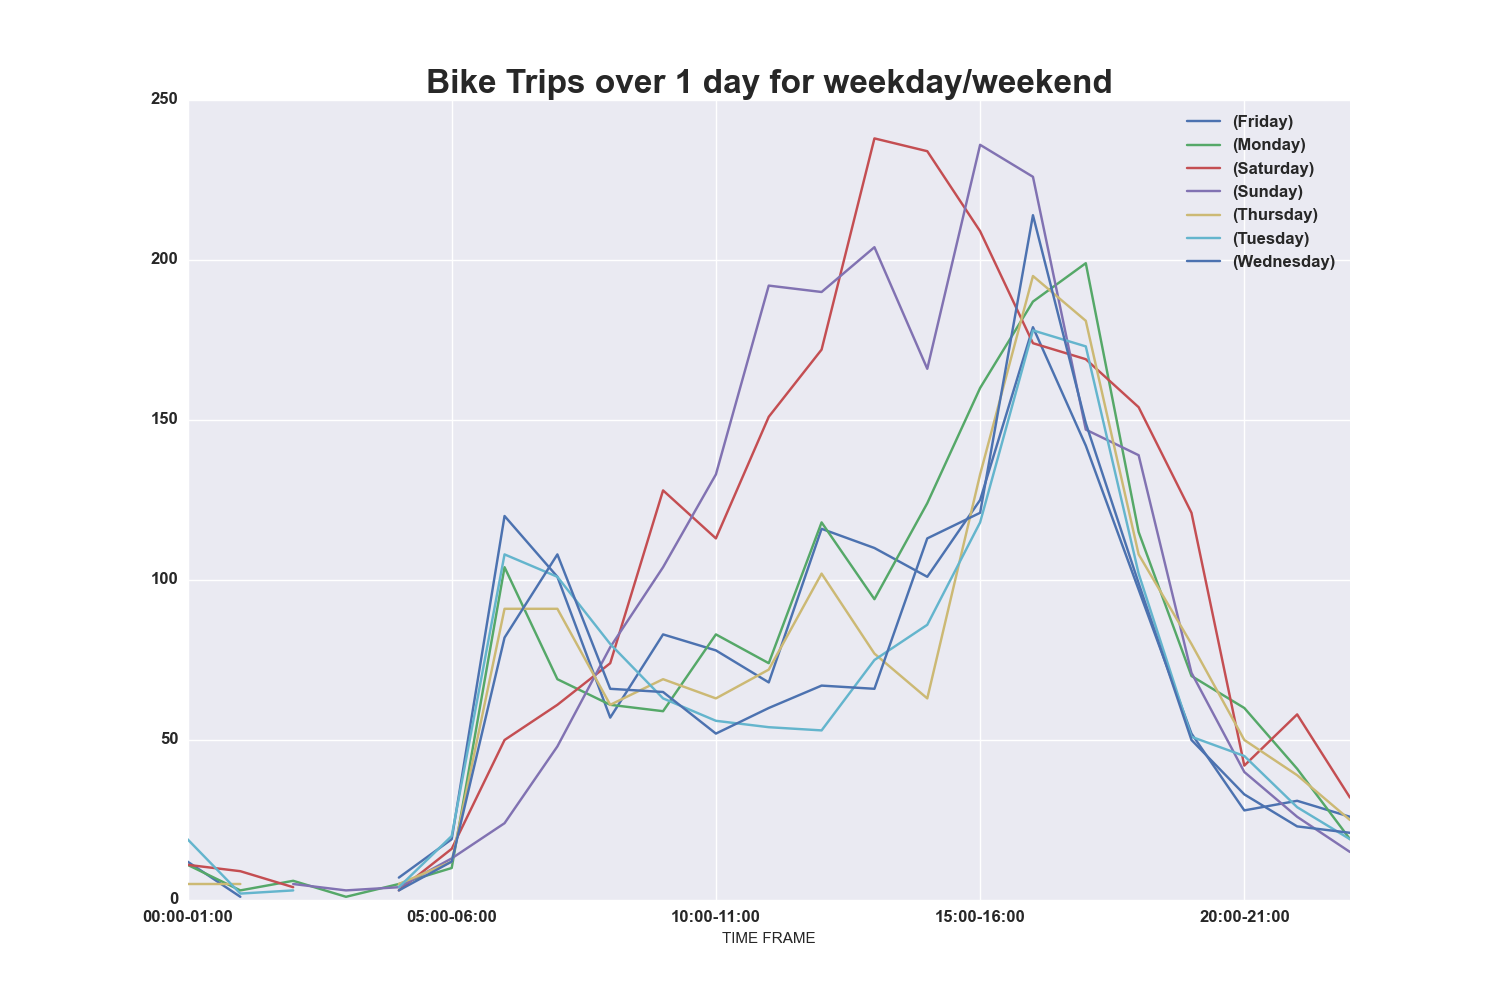 Bike Trips over 1 day for weekday/weekend
250
200
150
100
50
0
(Friday)
(Monday)
(Saturday)
(Sunday)
(Thursday)
(Tuesday)
(Wednesday)
00:00-01:00 05:00-06:00 10:00-11:00 15:00-16:00 20:00-21:00
TIME FRAME